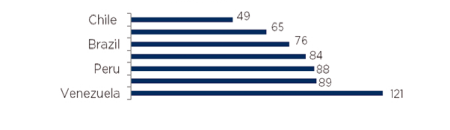 Chile 49
65
Brazil 76
84
Peru 88
89
Venezuela 121